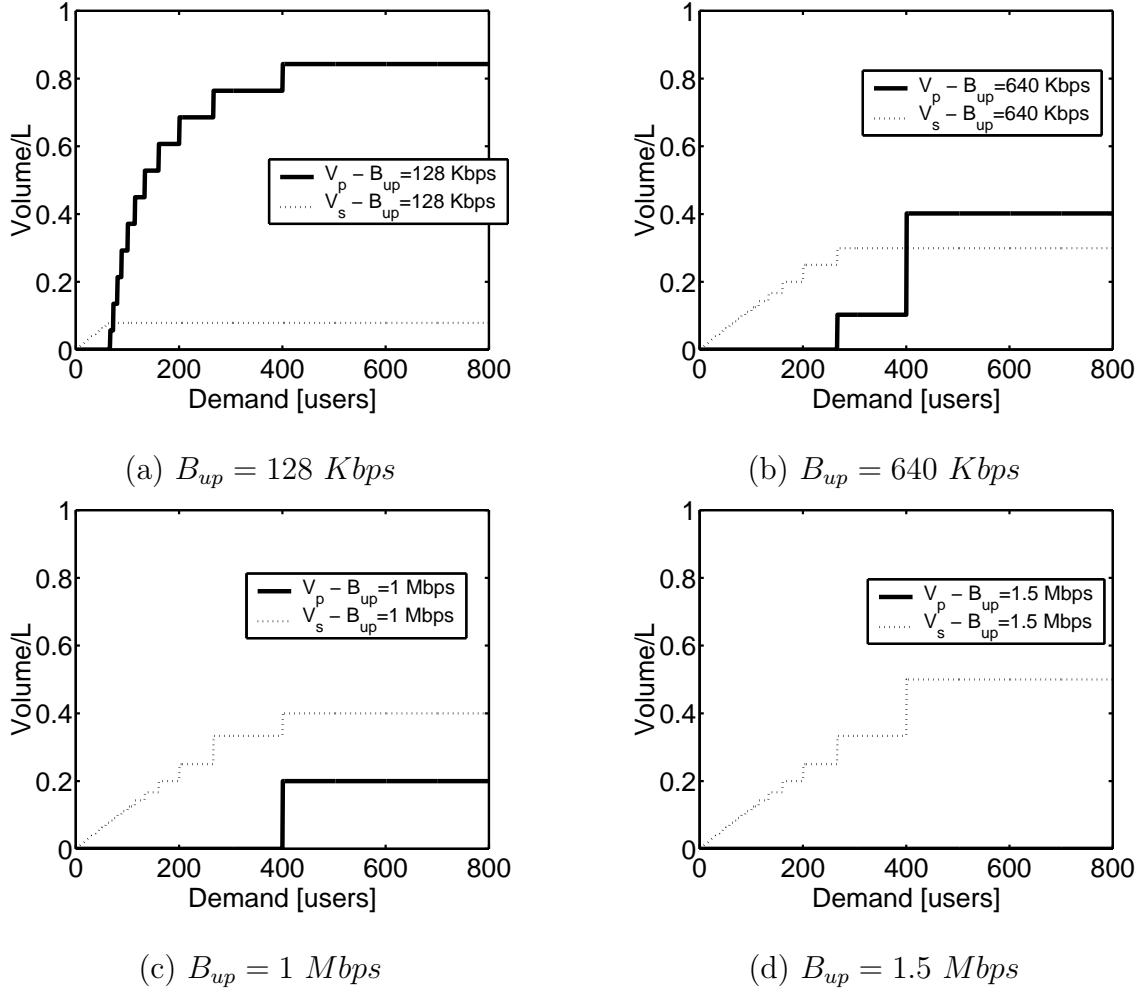 1
0.8
0.6
0.4
0.2
0
0 200 400 600 800
Volume/L
Demand [users]
V_p − B_up=128 Kbps
V_s − B_up=128 Kbps
(a) B_up = 128 Kbps
1
0.8
0.6
0.4
0.2
0
0 200 400 600 800
Volume/L
Demand [users]
V_p − B_up=640 Kbps
V_s − B_up=640 Kbps
(b) B_up = 640 Kbps
1
0.8
0.6
0.4
0.2
0
0 200 400 600 800
Volume/L
Demand [users]
V_p − B_up=1 Mbps
V_s − B_up=1 Mbps
(c) B_up = 1 Mbps
1
0.8
0.6
0.4
0.2
0
0 200 400 600 800
Volume/L
Demand [users]
V_p − B_up=1.5 Mbps
V_s − B_up=1.5 Mbps
(d) B_up = 1.5 Mbps